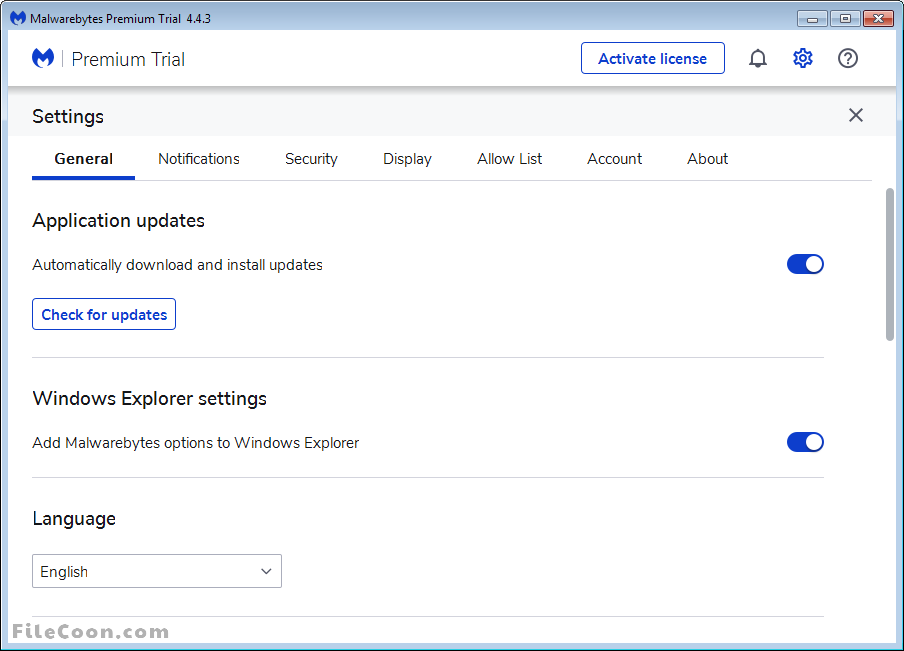 Malwarebytes Premium Trial 4.4.3
Premium Trial
Activate license
Settings
General Notifications Security Display Allow List Account About
Application updates
Automatically download and install updates
Check for updates
Windows Explorer settings
Add Malwarebytes options to Windows Explorer
Language
English
FileCoon.com